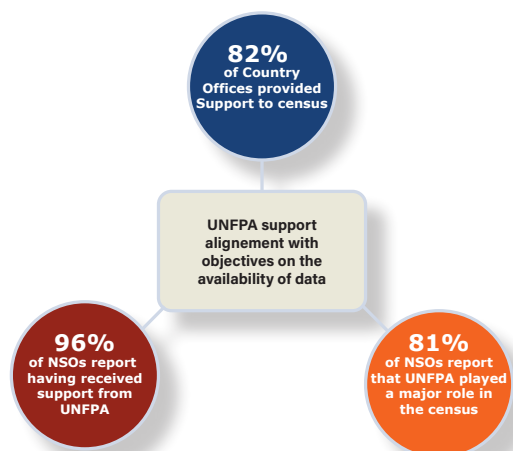 82%
of Country
Offices provided
Support to census
UNFPA support
alignement with
objectives on the
availability of data
96%
of NSOs report
having received
support from
UNFPA
81%
of NSOs report
that UNFPA played
a major role in
the census